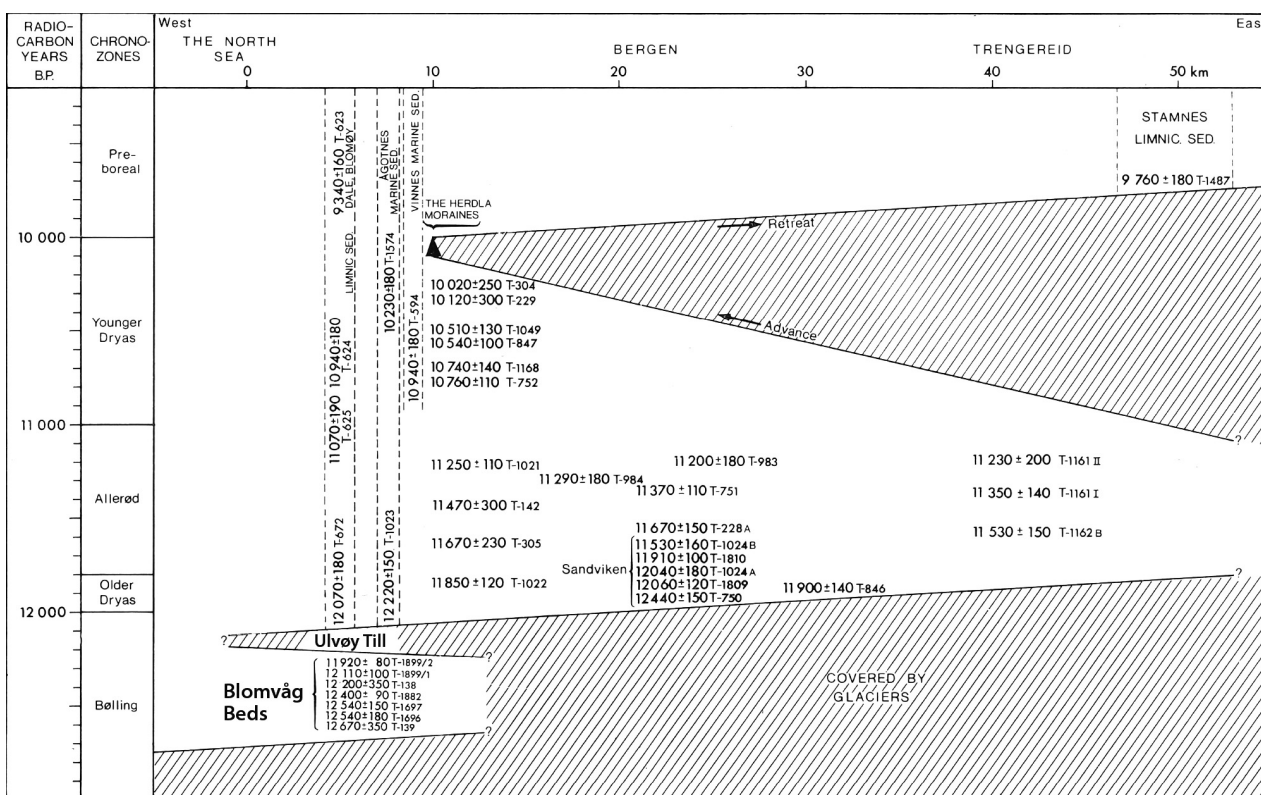 RADIO-
CARBON
YEARS
B.P.
CHRONO-
ZONES
West
East
THE NORTH
SEA
BERGEN
TRENGEREID
0
10
20
30
40
50 km
Pre-
boreal
10 000
Younger
Dryas
11 000
Allerød
Older
Dryas
12 000
Bølling
9 340±160 T-623
DALE, BLOMØY
LIMNIC SED.
10 940±180
T-624
11 070±190
T-625
12 070±180 T-672
ÅGOTNES
MARINE SED.
10 230±180 T-1574
12 220±150 T-1023
VINNES MARINE SED.
10 940±180 T-594
THE HERDLA
MORAINES
Retreat
Advance
STAMNES
LIMNIC. SED.
9 760±180 T-1487
10 020±250 T-304
10 120±300 T-229
10 510±130 T-1049
10 540±100 T-847
10 740±140 T-1168
10 760±110 T-752
?
11 250±110 T-1021
11 200±180 T-983
11 230±200 T-1161 II
11 290±180 T-984
11 370±110 T-751
11 350±140 T-1161 I
11 470±300 T-142
11 670±150 T-228 A
11 530±150 T-1162 B
11 670±230 T-305
Sandviken
11 530±160 T-1024 B
11 910±100 T-1810
12 040±180 T-1024 A
12 060±120 T-1809
12 440±150 T-750
11 850±120 T-1022
11 900±140 T-846
?
?
Ulvøy Till
?
Blomvåg
Beds
11 920± 80 T-1899/2
12 110±100 T-1899/1
12 200±350 T-138
12 400± 90 T-1882
12 540±150 T-1697
12 540±180 T-1696
12 670±350 T-139
?
COVERED BY
GLACIERS